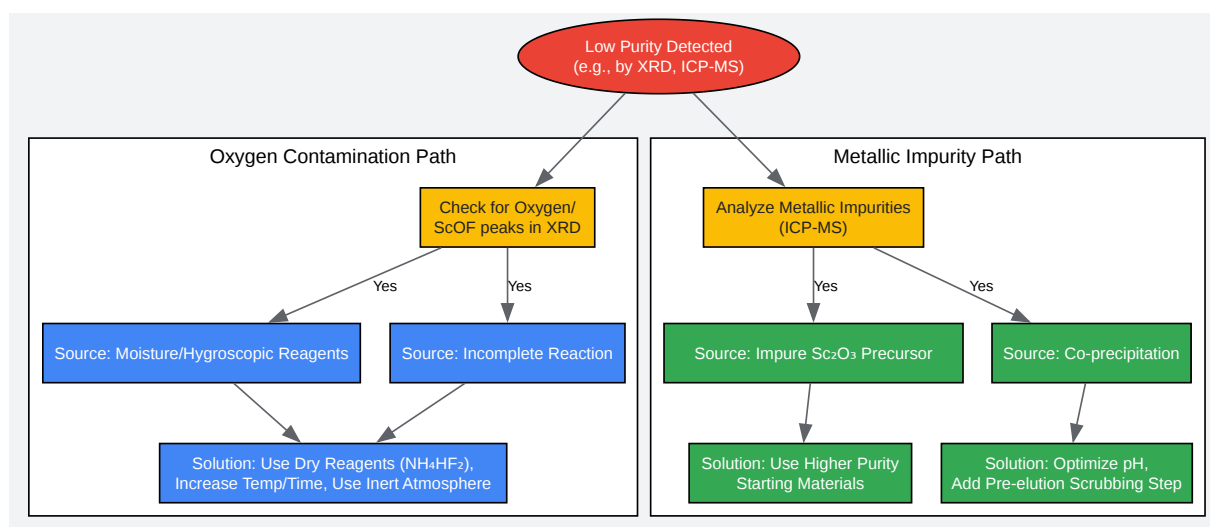 Low Purity Detected
(e.g., by XRD, ICP-MS)
Oxygen Contamination Path
Check for Oxygen/
ScOF peaks in XRD
Yes
Yes
Source: Moisture/Hygroscopic Reagents
Source: Incomplete Reaction
Solution: Use Dry Reagents (NH₄HF₂),
Increase Temp/Time, Use Inert Atmosphere
Metallic Impurity Path
Analyze Metallic Impurities
(ICP-MS)
Yes
Yes
Source: Impure Sc₂O₃ Precursor
Source: Co-precipitation
Solution: Use Higher Purity
Starting Materials
Solution: Optimize pH,
Add Pre-elution Scrubbing Step